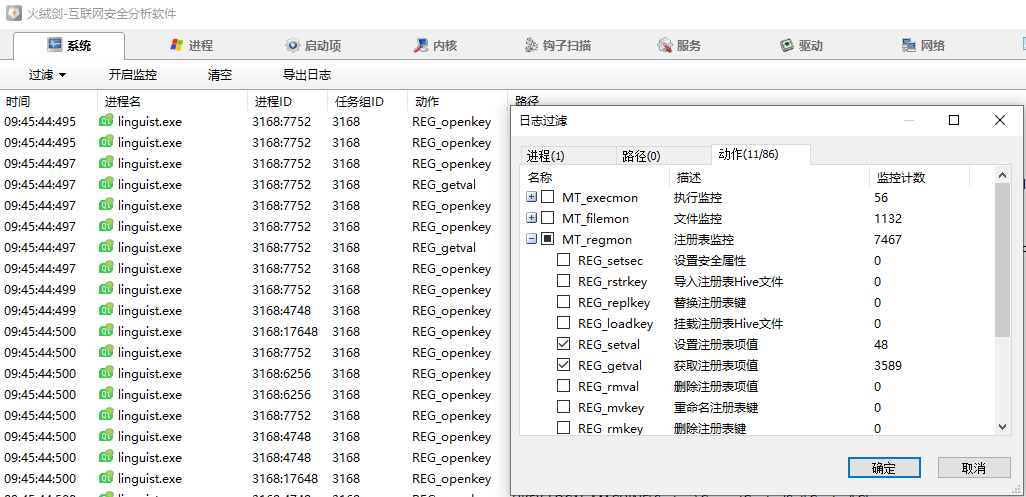 火绒剑-互联网安全分析软件
系统 进程 启动项 内核 钩子扫描 服务 驱动 网络
过滤 开启监控 清空 导出日志
时间 进程名 进程ID 任务组ID 动作 路径
09:45:44:495 linguist.exe 3168:7752 3168 REG_openkey
09:45:44:495 linguist.exe 3168:7752 3168 REG_openkey
09:45:44:497 linguist.exe 3168:7752 3168 REG_openkey
09:45:44:497 linguist.exe 3168:7752 3168 REG_getval
09:45:44:497 linguist.exe 3168:7752 3168 REG_openkey
09:45:44:497 linguist.exe 3168:7752 3168 REG_openkey
09:45:44:497 linguist.exe 3168:7752 3168 REG_getval
09:45:44:497 linguist.exe 3168:7752 3168 REG_openkey
09:45:44:499 linguist.exe 3168:7752 3168 REG_openkey
09:45:44:499 linguist.exe 3168:4748 3168 REG_openkey
09:45:44:500 linguist.exe 3168:17648 3168 REG_openkey
09:45:44:500 linguist.exe 3168:7752 3168 REG_openkey
09:45:44:500 linguist.exe 3168:6256 3168 REG_openkey
09:45:44:500 linguist.exe 3168:6256 3168 REG_openkey
09:45:44:500 linguist.exe 3168:7752 3168 REG_openkey
09:45:44:500 linguist.exe 3168:4748 3168 REG_openkey
09:45:44:500 linguist.exe 3168:4748 3168 REG_openkey
09:45:44:500 linguist.exe 3168:17648 3168 REG_openkey
日志过滤
进程(1) 路径(0) 动作(11/86)
名称 描述 监控计数
MT_execmon 执行监控 56
MT_filemon 文件监控 1132
MT_regmon 注册表监控 7467
REG_setsec 设置安全属性 0
REG_rstrkey 导入注册表Hive文件 0
REG_replkey 替换注册表键 0
REG_loadkey 挂载注册表Hive文件 0
REG_setval 设置注册表项值 48
REG_getval 获取注册表项值 3589
REG_rmval 删除注册表项值 0
REG_mvkey 重命名注册表键 0
REG_rmkey 删除注册表键 0
确定 取消